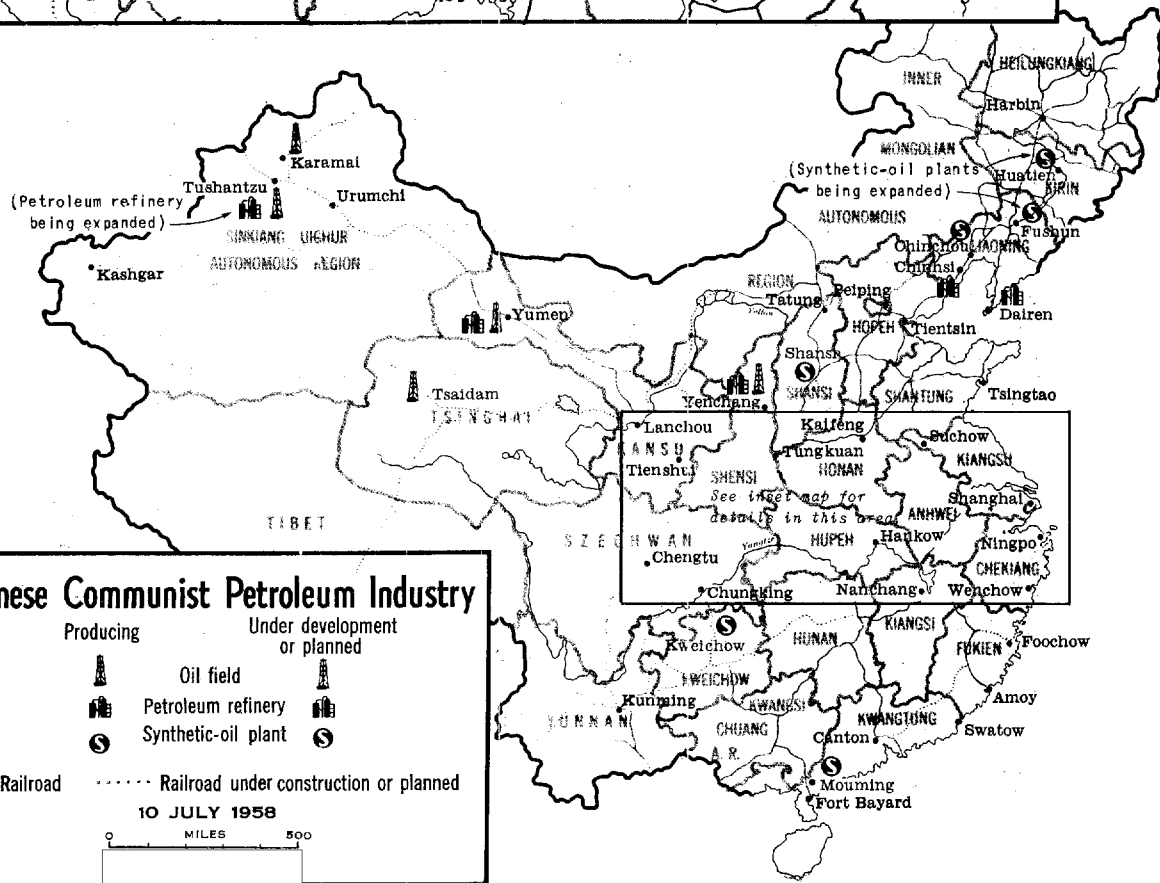 INNER
HEILUNGKIANG
Harbin
Karamai
MONGOLIAN
(Synthetic-oil plants
being expanded)
Huatien
KIRIN
Tushantzu
Urumchi
(Petroleum refinery
being expanded)
AUTONOMOUS
Fushun
SINKIANG UIGHUR
AUTONOMOUS REGION
Chinchou
LIAONING
Chinhsi
Kashgar
REGION
Peiping
Tatung
Dairen
Yumen
HOPEH
Tientsin
Shansi
SHANSI
Tsaidam
TSINGHAI
Yenchang
SHANTUNG
Tsingtao
Lanchou
Kaifeng
KANSU
Tungkuan
Suchow
Tienshui
HONAN
KIANGSU
SHENSI
See inset map for
details in this area
Shanghai
ANHWEI
TIBET
SZECHWAN
Yangtze
HUPEH
Hankow
Ningpo
Chengtu
CHEKIANG
Chungking
Nanchang
Wenchow
nese Communist Petroleum Industry
Producing
Under development
or planned
Oil field
Petroleum refinery
Synthetic-oil plant
S
S
Railroad
Railroad under construction or planned
10 JULY 1958
0 MILES 500
Kweichow
HUNAN
KIANGSI
FUKIEN
Foochow
KWEICHOW
Kunming
KWANGSI
Amoy
YUNNAN
CHUANG
KWANGTUNG
Swatow
A.R.
Canton
Mouming
Fort Bayard
S
S
S
S
S
S